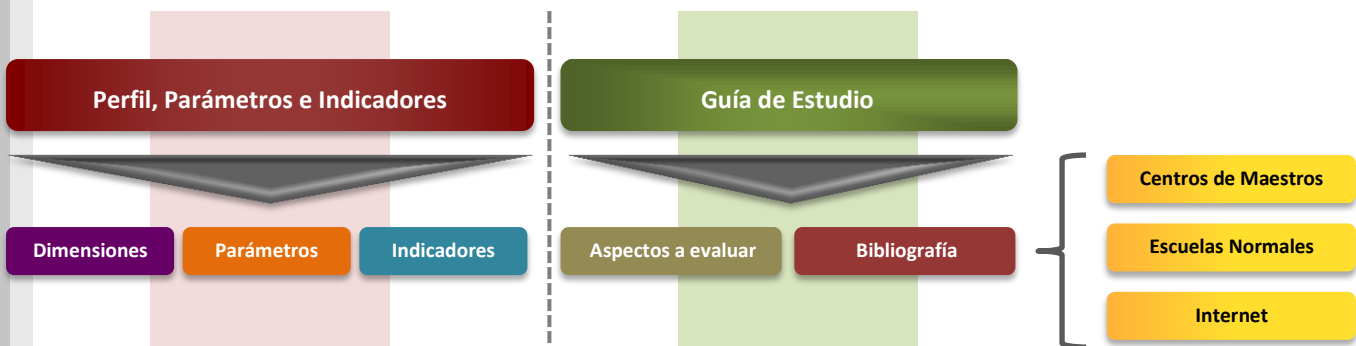 Perfil, Parámetros e Indicadores
Dimensiones
Parámetros
Indicadores
Guía de Estudio
Aspectos a evaluar
Bibliografía
Centros de Maestros
Escuelas Normales
Internet